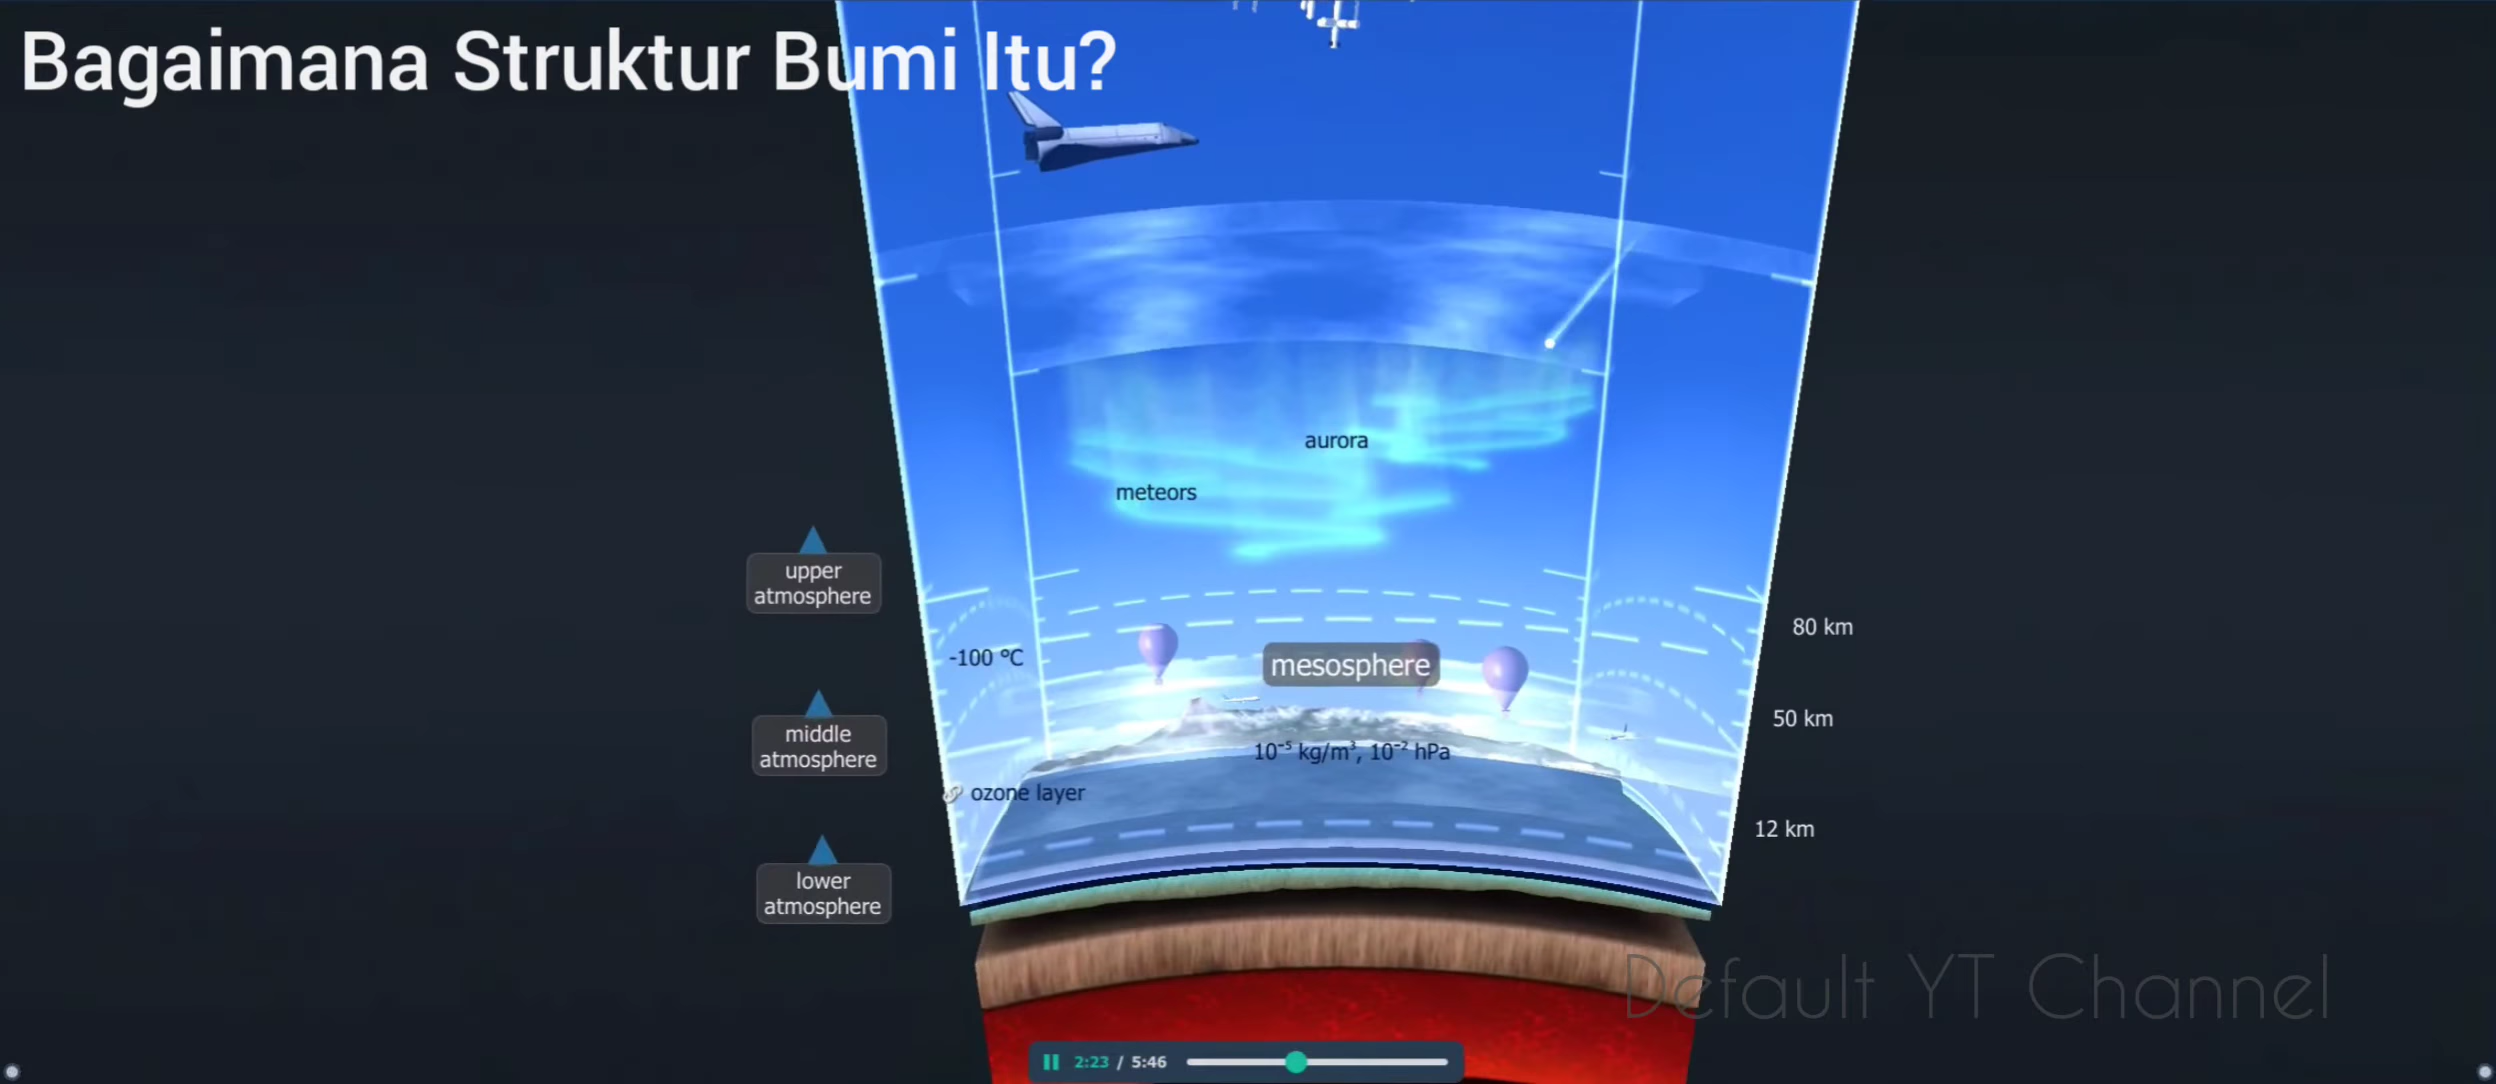 Bagaimana Struktur Bumi Itu?
aurora
meteors
upper
atmosphere
80 km
-100 °C
mesosphere
50 km
middle
atmosphere
10⁻⁵ kg/m³, 10⁻² hPa
ozone layer
12 km
lower
atmosphere
Default YT Channel
2:23 / 5:46